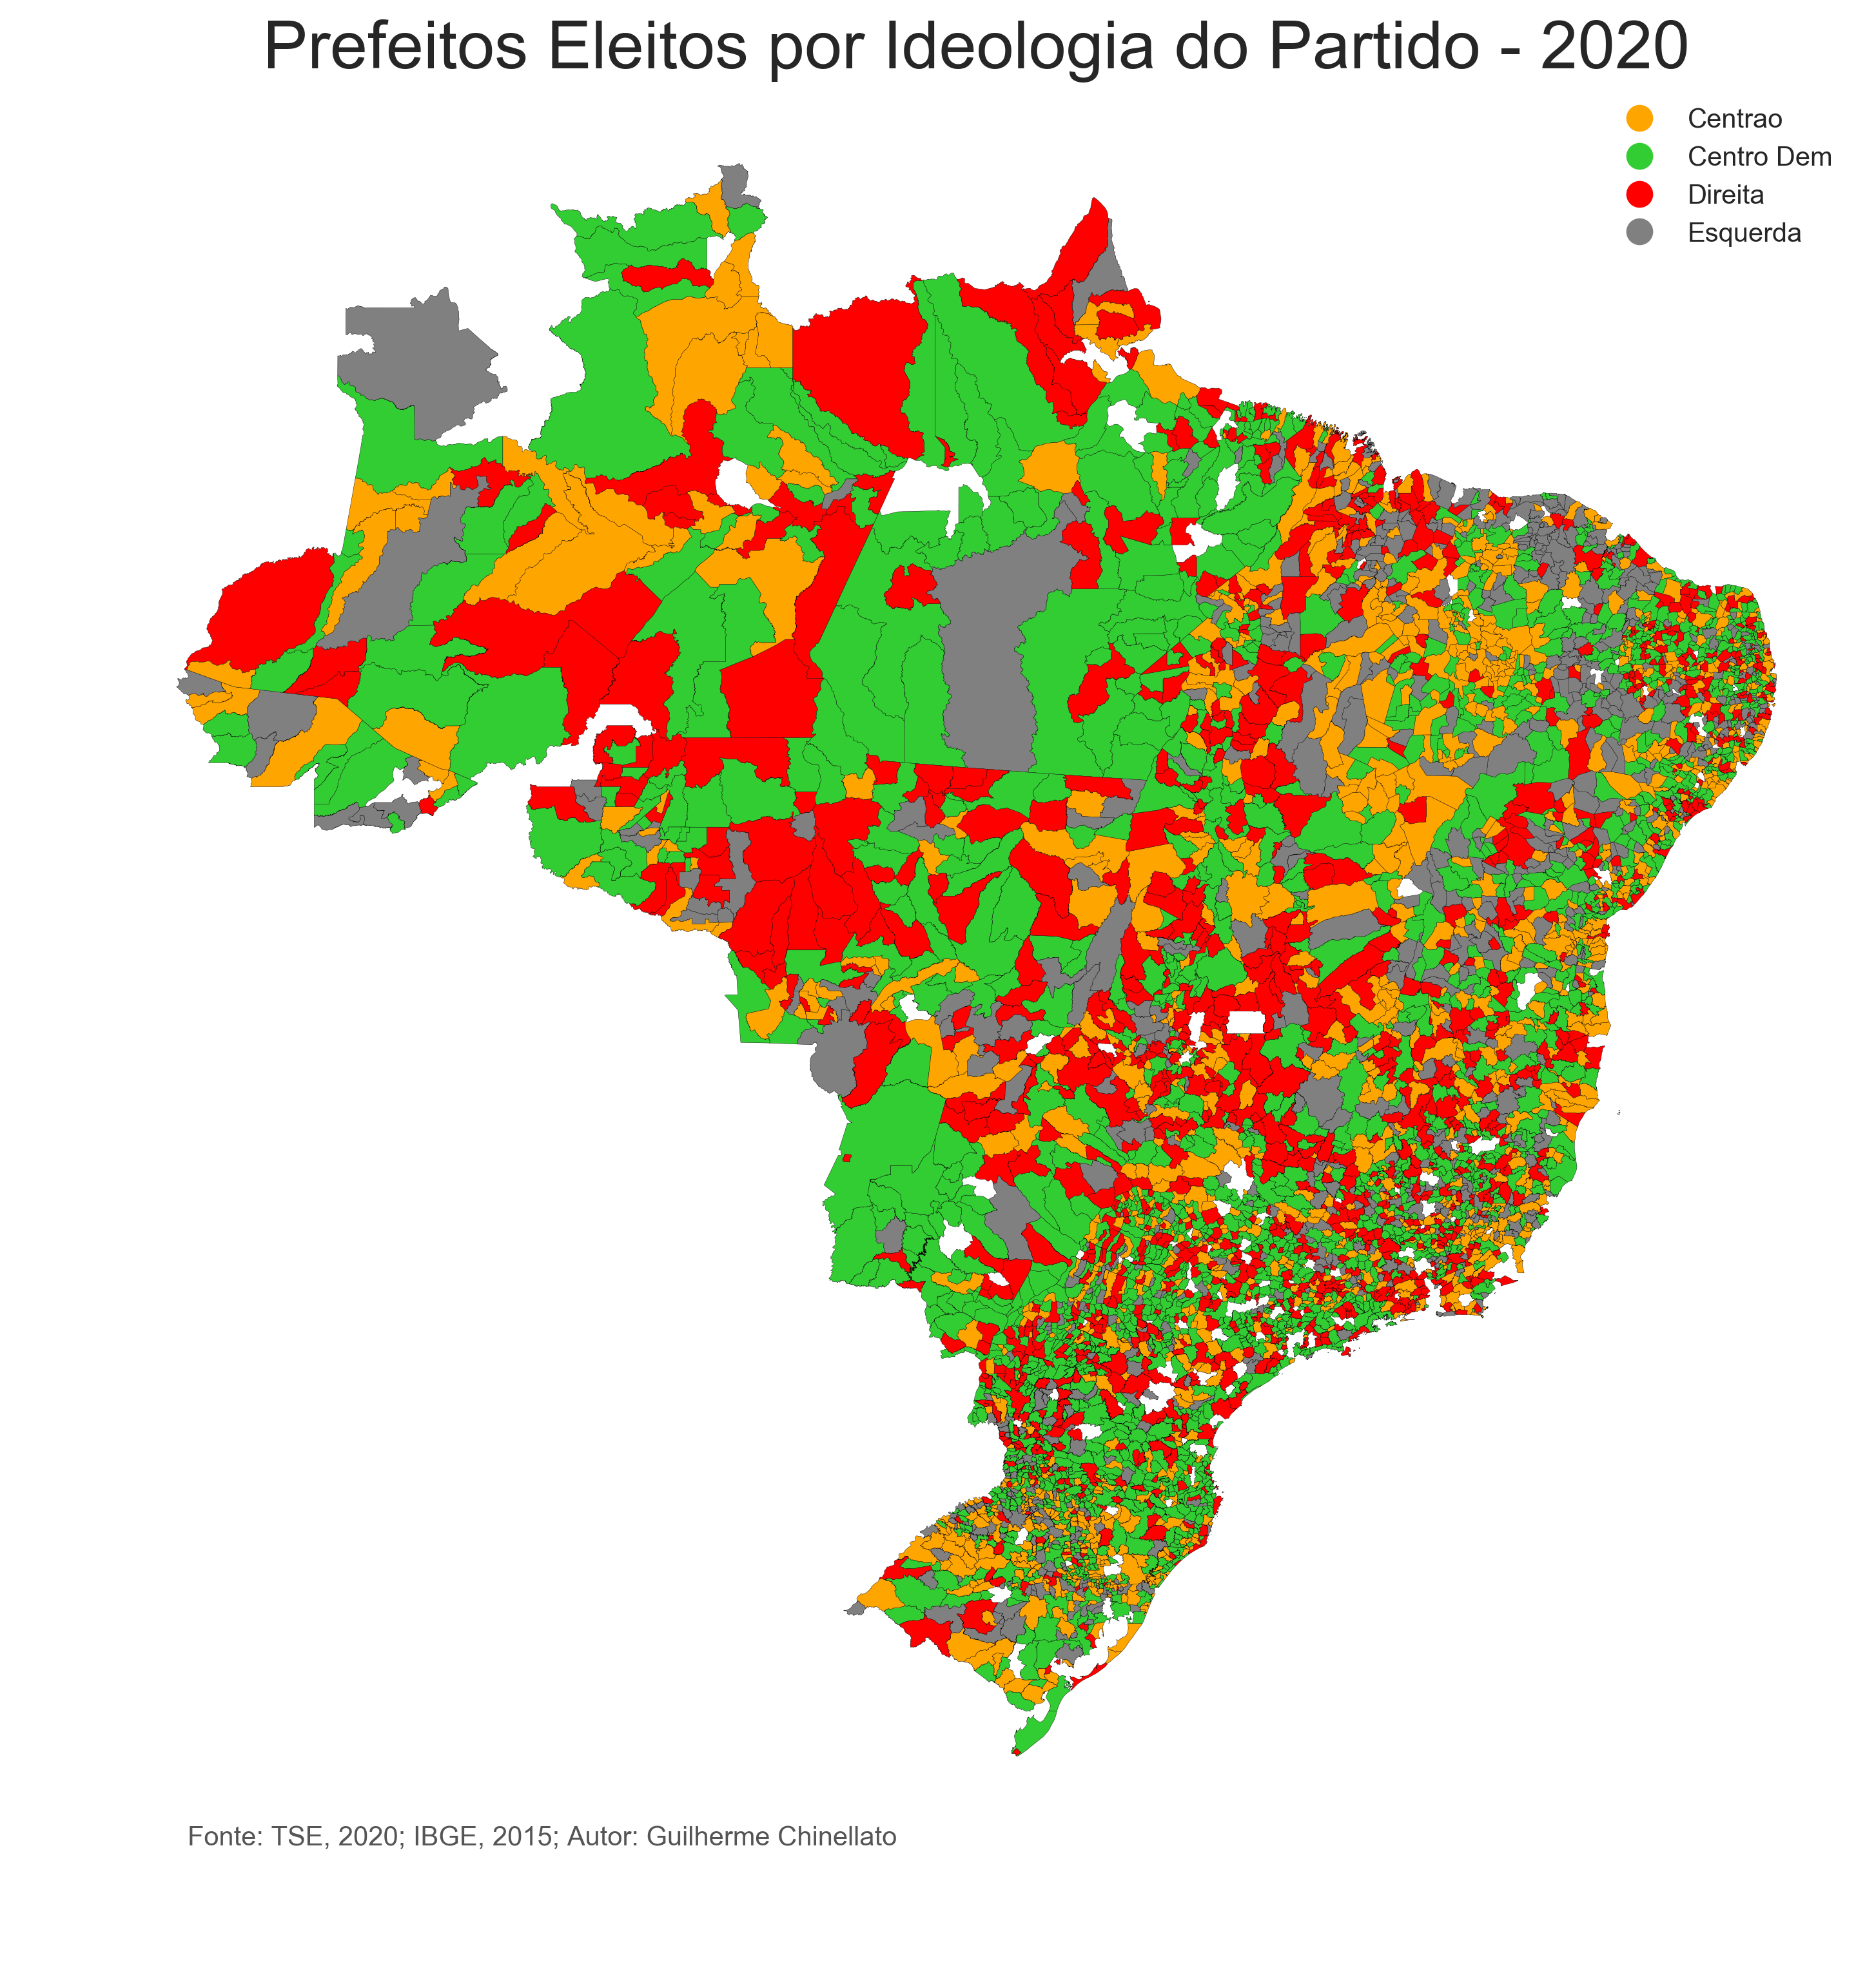 Prefeitos Eleitos por Ideologia do Partido - 2020
Centrao
Centro Dem
Direita
Esquerda
Fonte: TSE, 2020; IBGE, 2015; Autor: Guilherme Chinellato